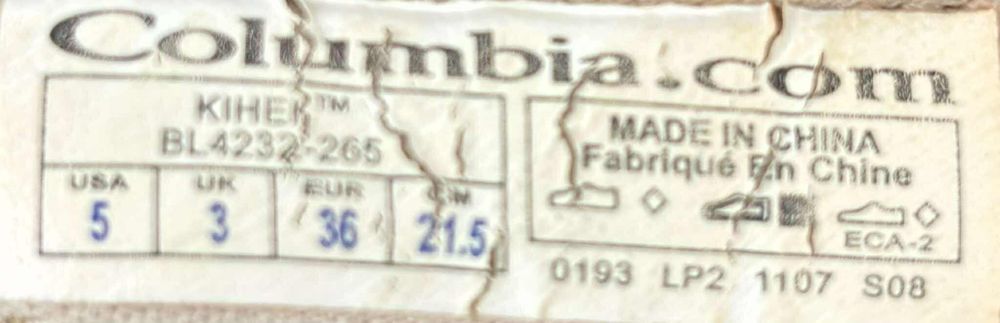 Columbia.com
KIHEI™
BL4232-265
USA UK EUR CM
5 3 36 21.5
MADE IN CHINA
Fabriqué En Chine
ECA-2
0193 LP2 1107 S08